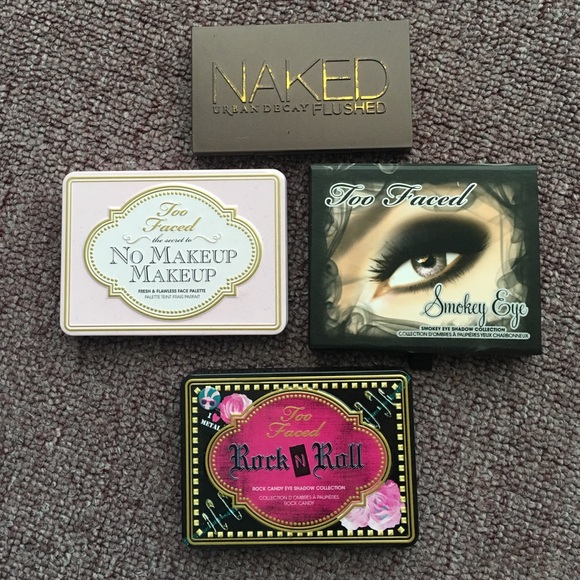 NAKED
URBAN DECAY FLUSHED
Too
Faced
the secret to
NO MAKEUP
MAKEUP
FRESH & FLAWLESS FACE PALETTE
PALETTE TEINT FRAIS PARFAIT
Too Faced
Smokey Eye
SMOKEY EYE SHADOW COLLECTION
COLLECTION D'OMBRES À PAUPIÈRES YEUX CHARBONNEUX
I
METAL
Too
Faced
Rock N Roll
ROCK CANDY EYE SHADOW COLLECTION
COLLECTION D'OMBRES A PAUPIÈRES
ROCK CANDY